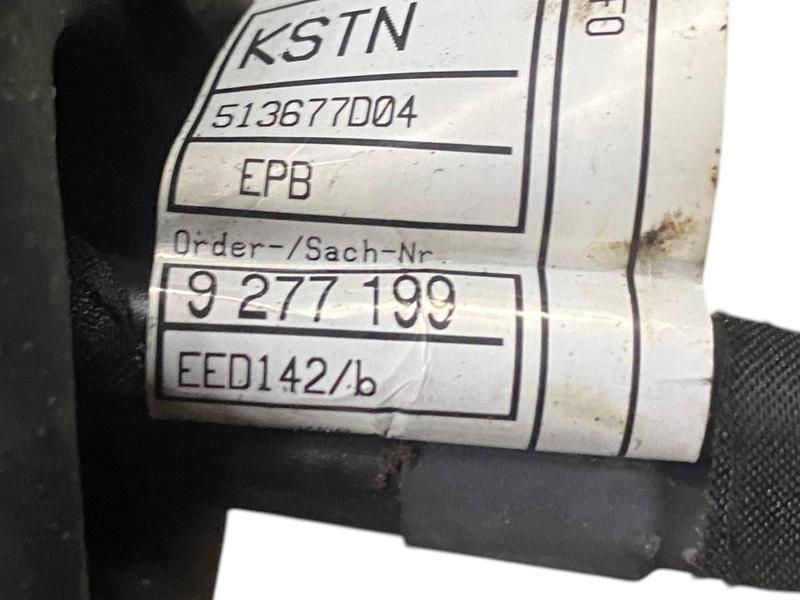 KSTN
513677D04
EPB
Order-/Sach-Nr
9 277 199
EED142/b